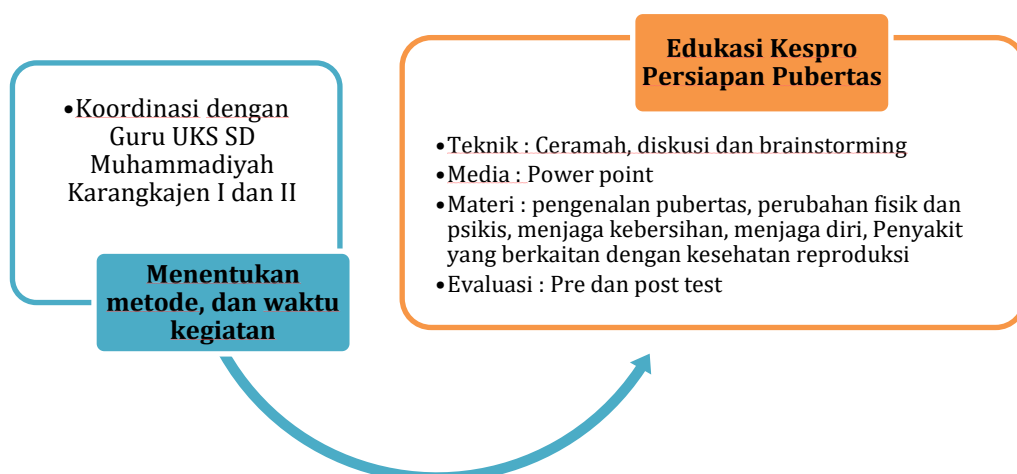 •Koordinasi dengan
Guru UKS SD
Muhammadiyah
Karangkajen I dan II
Menentukan
metode, dan waktu
kegiatan
Edukasi Kespro
Persiapan Pubertas
•Teknik : Ceramah, diskusi dan brainstorming
•Media : Power point
•Materi : pengenalan pubertas, perubahan fisik dan
psikis, menjaga kebersihan, menjaga diri, Penyakit
yang berkaitan dengan kesehatan reproduksi
•Evaluasi : Pre dan post test